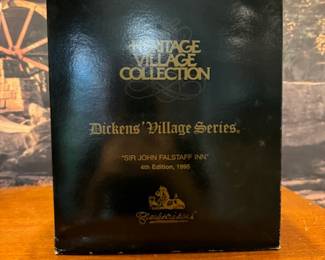 HERITAGE
VILLAGE
COLLECTION
Dickens' Village Series®
"SIR JOHN FALSTAFF INN"
4th Edition, 1995